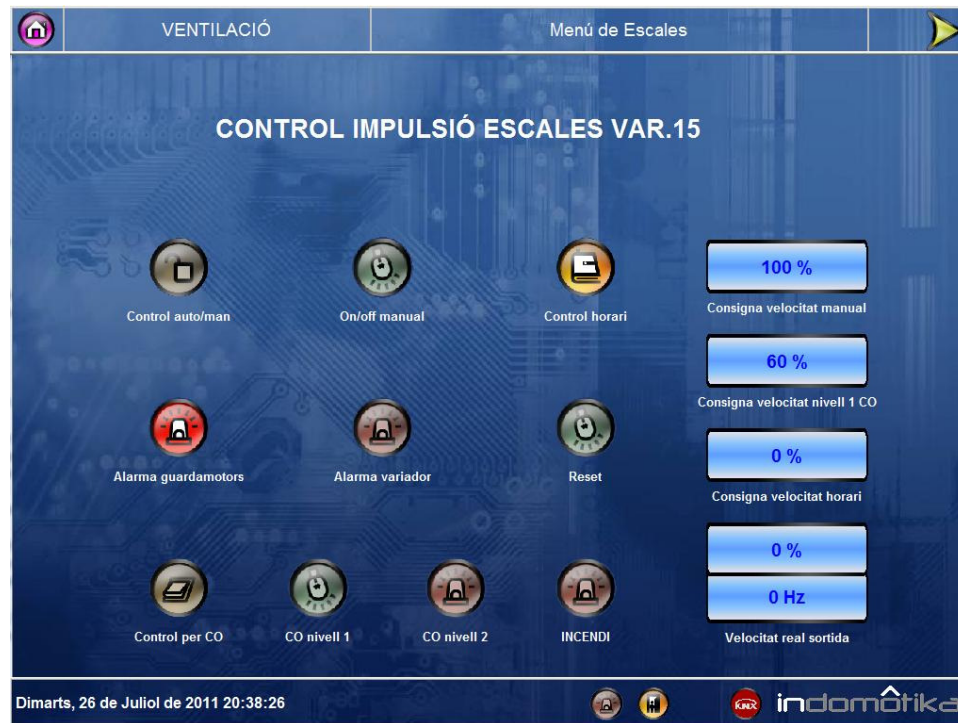 VENTILACIÓ
Menú de Escales
CONTROL IMPULSIÓ ESCALES VAR.15
Control auto/man
On/off manual
Control horari
100 %
Consigna velocitat manual
60 %
Consigna velocitat nivell 1 CO
Alarma guardamotors
Alarma variador
Reset
0 %
Consigna velocitat horari
Control per CO
CO nivell 1
CO nivell 2
INCENDI
0 %
0 Hz
Velocitat real sortida
Dimarts, 26 de Juliol de 2011 20:38:26
indomôtika